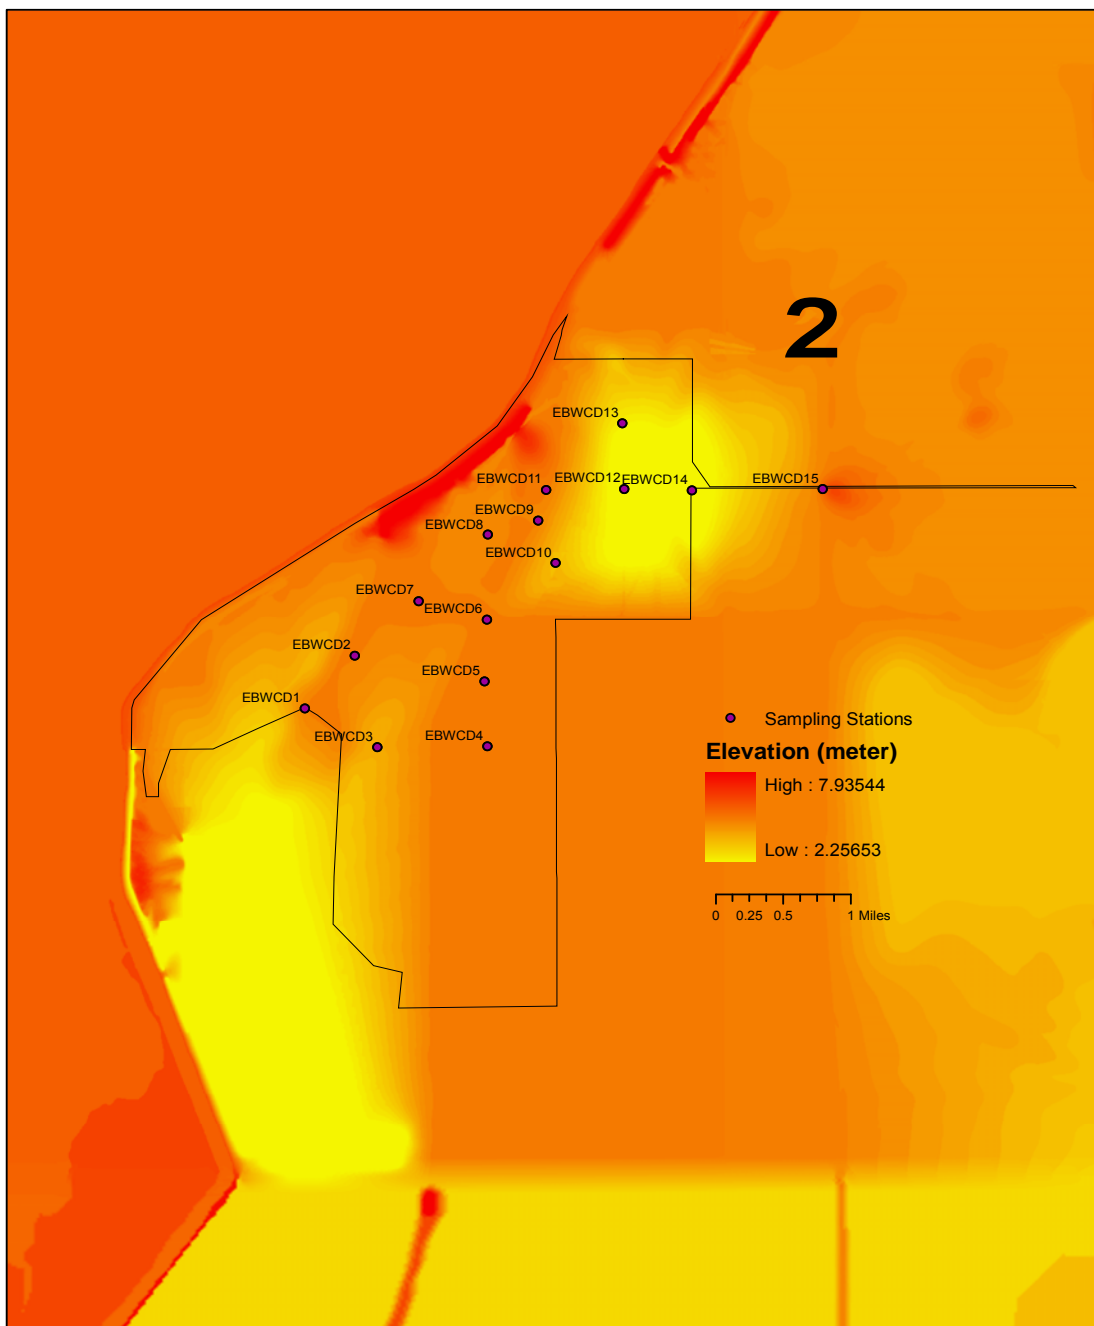 2
EBWCD13
EBWCD11
EBWCD12
EBWCD14
EBWCD15
EBWCD9
EBWCD8
EBWCD10
EBWCD7
EBWCD6
EBWCD2
EBWCD5
EBWCD1
EBWCD3
EBWCD4
Sampling Stations
Elevation (meter)
High : 7.93544
Low : 2.25653
0 0.25 0.5 1 Miles